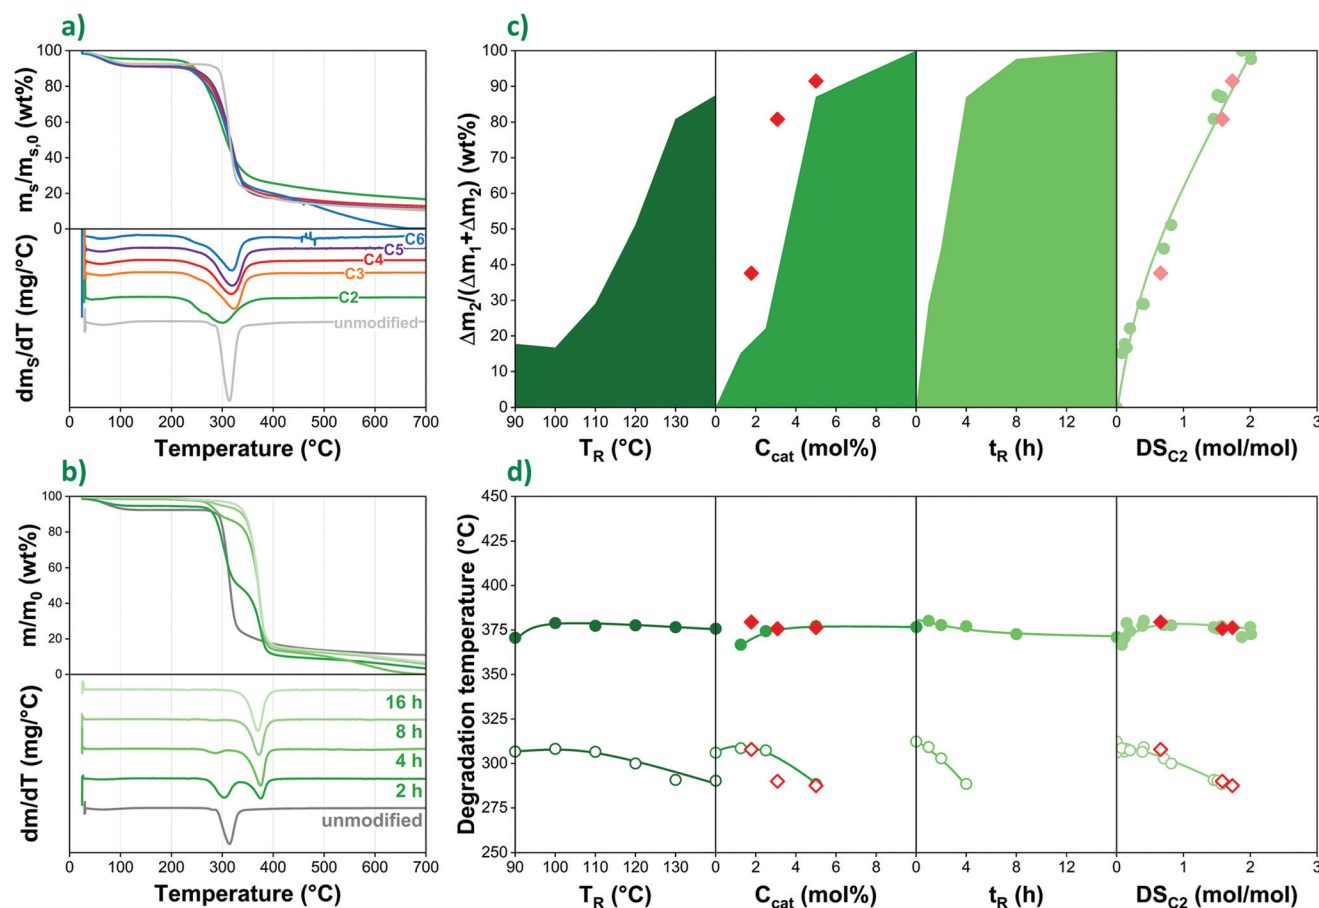 a)
100
80
60
40
20
0
m_s/m_s,0 (wt%)
dm_S/dT (mg/°C)
C6
C5
C4
C3
C2
unmodified
0 100 200 300 400 500 600 700
Temperature (°C)
b)
100
80
60
40
20
0
m/m_0 (wt%)
dm/dT (mg/°C)
16 h
8 h
4 h
2 h
unmodified
0 100 200 300 400 500 600 700
Temperature (°C)
c)
100
90
80
70
60
50
40
30
20
10
0
Δm_2/(Δm_1+Δm_2) (wt%)
90 100 110 120 130 0 2 4 6 8 0 4 8 12 0 1 2 3
T_R (°C) C_cat (mol%) t_R (h) DS_C2 (mol/mol)
d)
450
425
400
375
350
325
300
275
250
Degradation temperature (°C)
90 100 110 120 130 0 2 4 6 8 0 4 8 12 0 1 2 3
T_R (°C) C_cat (mol%) t_R (h) DS_C2 (mol/mol)